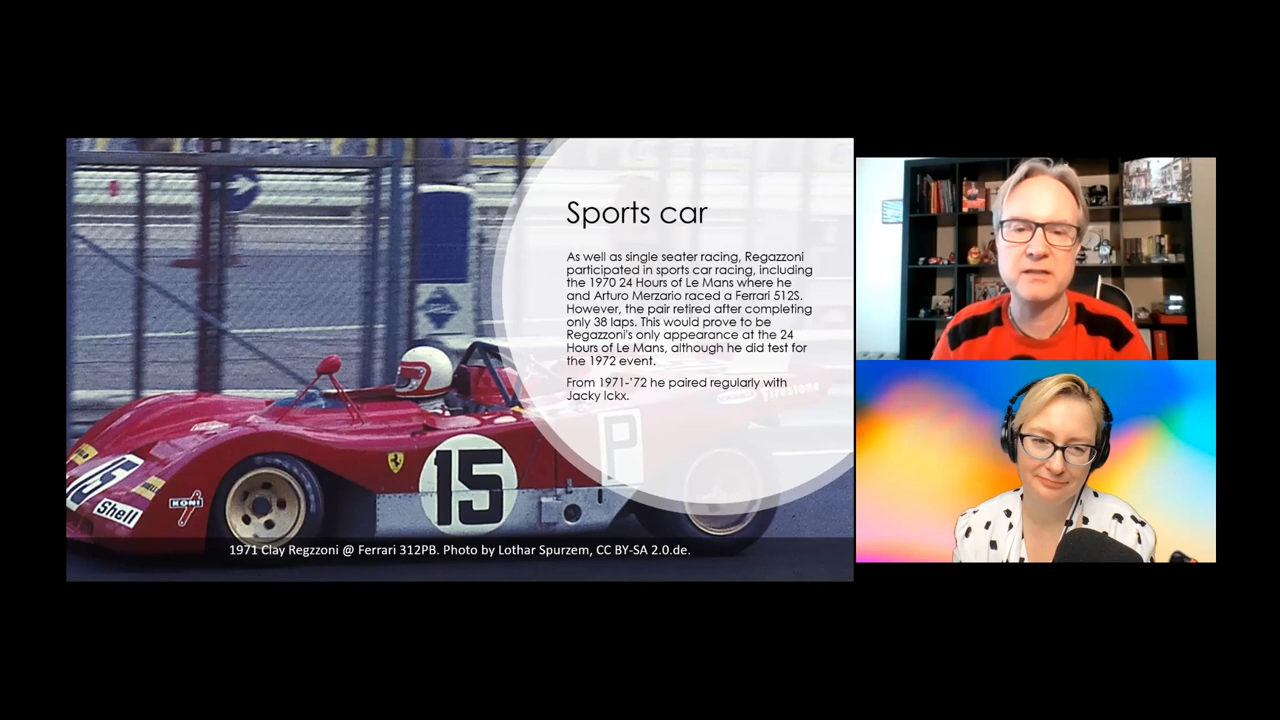 Sports car
As well as single seater racing, Regazzoni
participated in sports car racing, including
the 1970 24 Hours of Le Mans where he
and Arturo Merzario raced a Ferrari 512S.
However, the pair retired after completing
only 38 laps. This would prove to be
Regazzoni's only appearance at the 24
Hours of Le Mans, although he did test for
the 1972 event.
From 1971-'72 he paired regularly with
Jacky Ickx.
Firestone
P
15
15
Shell
KONI
SHELL
1971 Clay Regzzoni @ Ferrari 312PB. Photo by Lothar Spurzem, CC BY-SA 2.0.de.